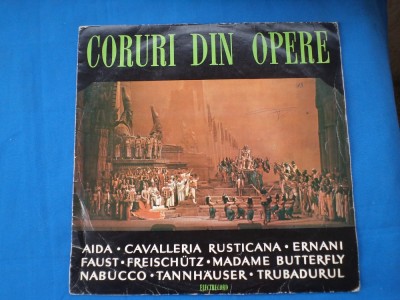 CORURI DIN OPERE
AIDA · CAVALLERIA RUSTICANA · ERNANI
FAUST · FREISCHÜTZ · MADAME BUTTERFLY
NABUCCO · TANNHÄUSER · TRUBADURUL
ELECTRECORD